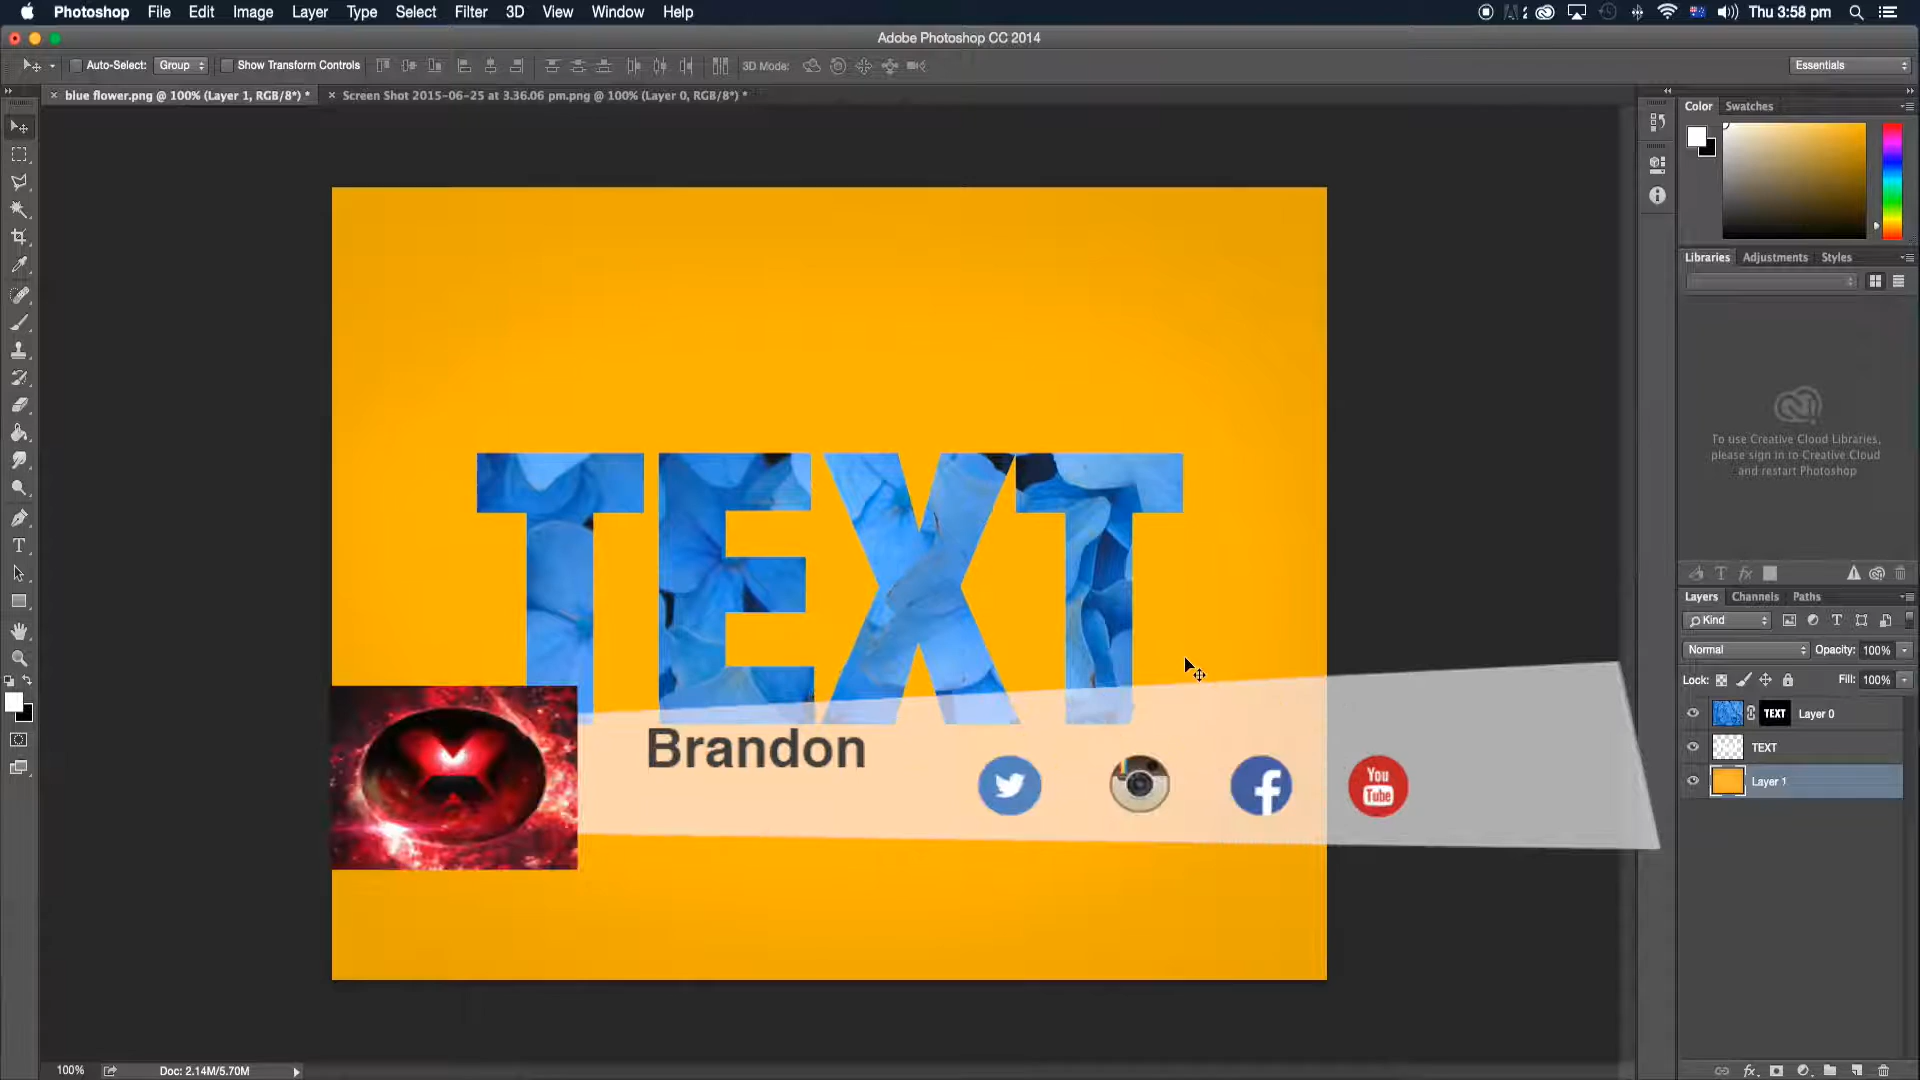 Photoshop File Edit Image Layer Type Select Filter 3D View Window Help Thu 3:58 pm
Adobe Photoshop CC 2014
Auto-Select: Group Show Transform Controls 3D Mode: Essentials
blue flower.png @ 100% (Layer 1, RGB/8*) * Screen Shot 2015-06-25 at 3.36.06 pm.png @ 100% (Layer 0, RGB/8*) *
Color Swatches
Libraries Adjustments Styles
To use Creative Cloud Libraries,
please sign in to Creative Cloud
and restart Photoshop
TEXT
Brandon
You
Tube
Layers Channels Paths
Kind
Normal Opacity: 100%
Lock: Fill: 100%
TEXT Layer 0
TEXT
Layer 1
100% Doc: 2.14M/5.70M